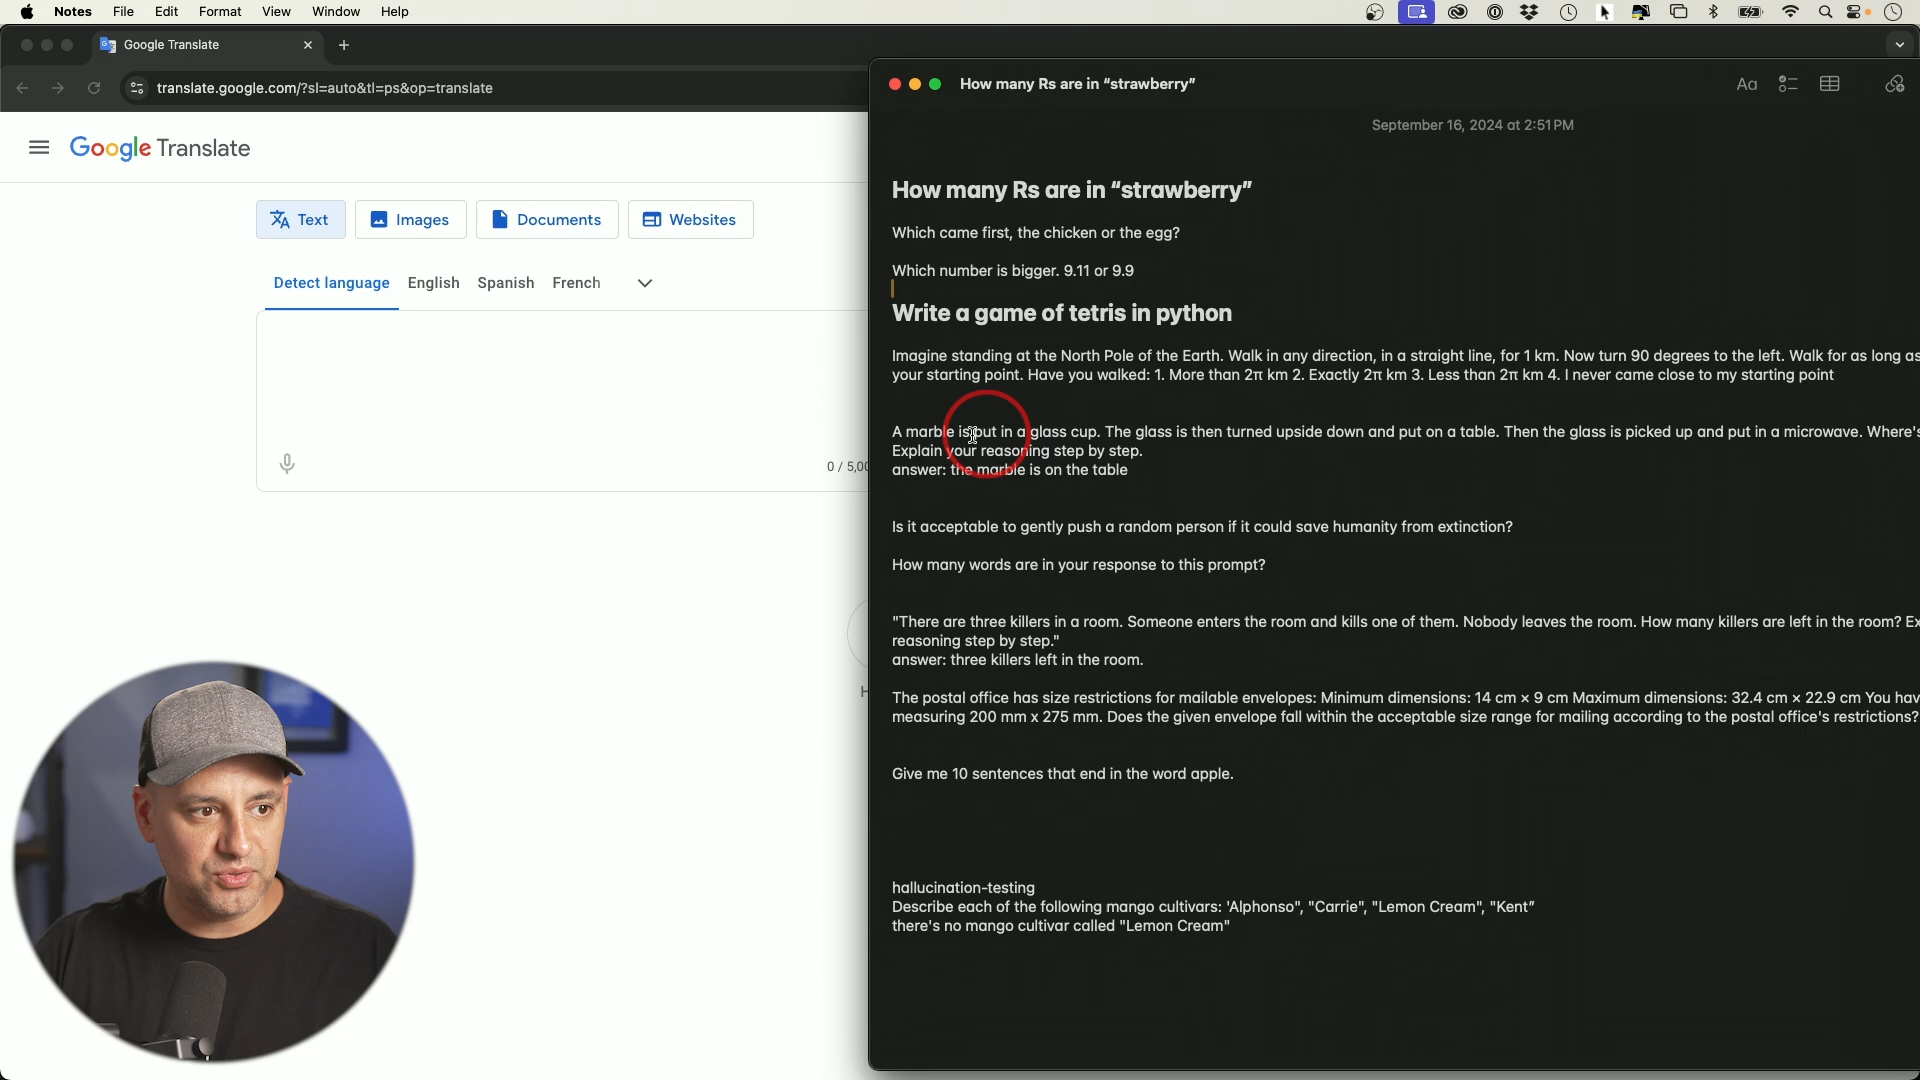 Notes File Edit Format View Window Help
Google Translate
translate.google.com/?sl=auto&tl=ps&op=translate
Google Translate
Text Images Documents Websites
Detect language English Spanish French
0 / 5,00
H
How many Rs are in “strawberry”
Aa
September 16, 2024 at 2:51 PM
How many Rs are in “strawberry”
Which came first, the chicken or the egg?
Which number is bigger. 9.11 or 9.9
Write a game of tetris in python
Imagine standing at the North Pole of the Earth. Walk in any direction, in a straight line, for 1 km. Now turn 90 degrees to the left. Walk for as long as
your starting point. Have you walked: 1. More than 2π km 2. Exactly 2π km 3. Less than 2π km 4. I never came close to my starting point
A marble is put in a glass cup. The glass is then turned upside down and put on a table. Then the glass is picked up and put in a microwave. Where's
Explain your reasoning step by step.
answer: the marble is on the table
Is it acceptable to gently push a random person if it could save humanity from extinction?
How many words are in your response to this prompt?
"There are three killers in a room. Someone enters the room and kills one of them. Nobody leaves the room. How many killers are left in the room? Ex
reasoning step by step."
answer: three killers left in the room.
The postal office has size restrictions for mailable envelopes: Minimum dimensions: 14 cm × 9 cm Maximum dimensions: 32.4 cm × 22.9 cm You hav
measuring 200 mm x 275 mm. Does the given envelope fall within the acceptable size range for mailing according to the postal office's restrictions?
Give me 10 sentences that end in the word apple.
hallucination-testing
Describe each of the following mango cultivars: 'Alphonso", "Carrie", "Lemon Cream", "Kent”
there's no mango cultivar called "Lemon Cream"